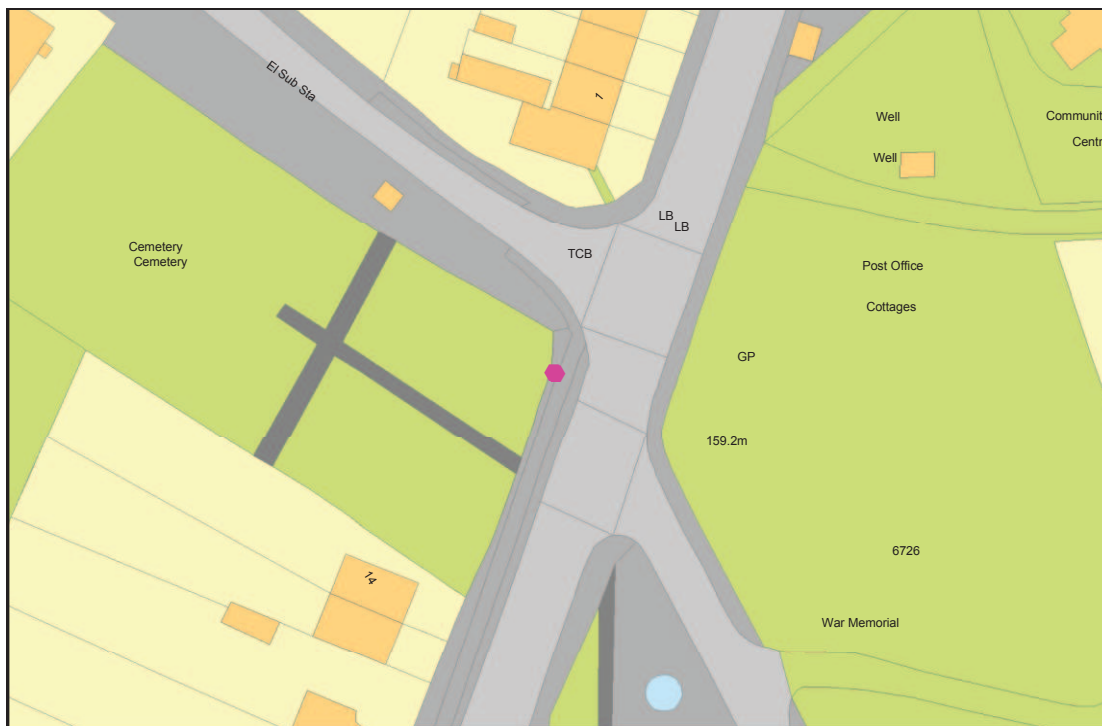 El Sub Sta
1
Well
Communit
Centr
Well
LB
LB
Cemetery
Cemetery
TCB
Post Office
Cottages
GP
159.2m
6726
14
War Memorial